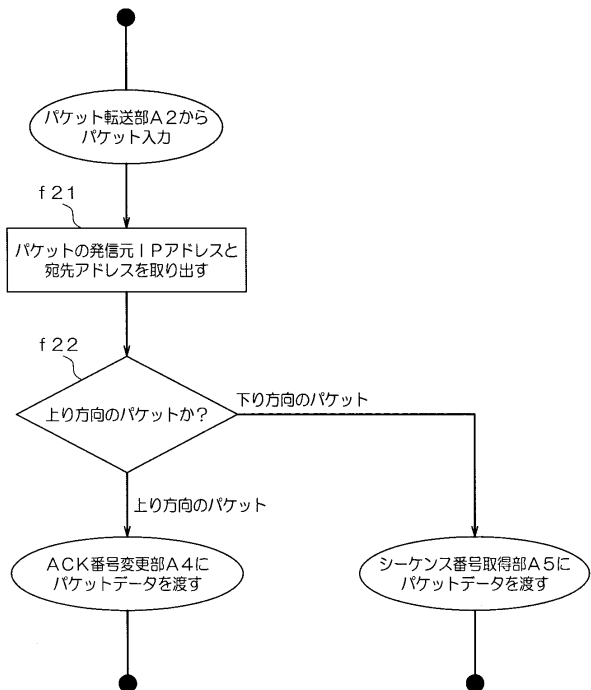 パケット転送部A2から
パケット入力
f21
パケットの発信元IPアドレスと
宛先アドレスを取り出す
f22
上り方向のパケットか?
下り方向のパケット
上り方向のパケット
ACK番号変更部A4に
パケットデータを渡す
シーケンス番号取得部A5に
パケットデータを渡す